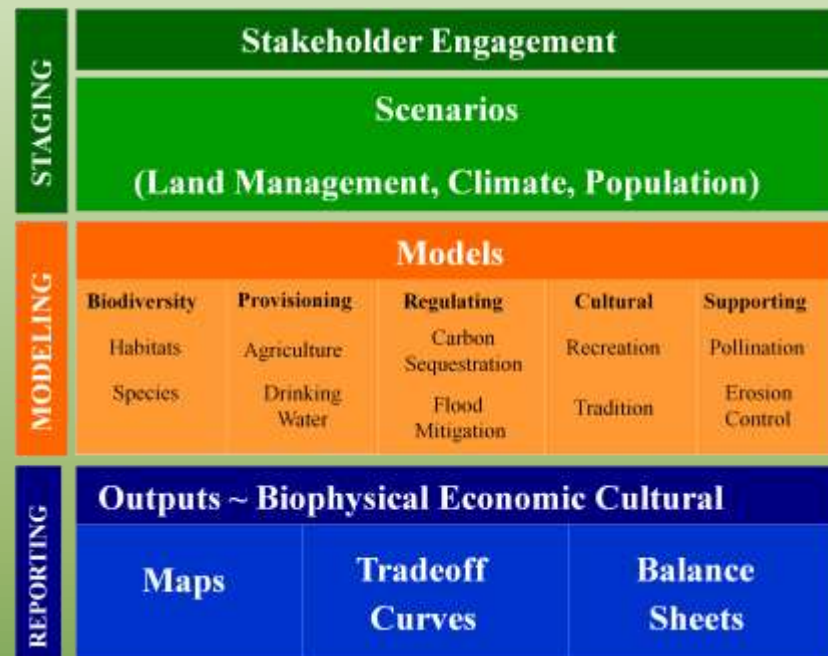 STAGING
Stakeholder Engagement
Scenarios
(Land Management, Climate, Population)
MODELING
Models
Biodiversity
Habitats
Species
Provisioning
Agriculture
Drinking
Water
Regulating
Carbon
Sequestration
Flood
Mitigation
Cultural
Recreation
Tradition
Supporting
Pollination
Erosion
Control
REPORTING
Outputs ~ Biophysical Economic Cultural
Maps
Tradeoff
Curves
Balance
Sheets